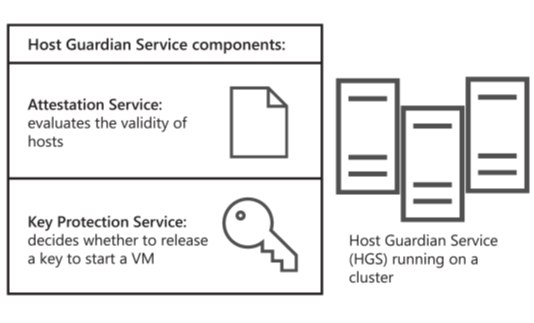 Host Guardian Service components:
Attestation Service:
evaluates the validity of
hosts
Key Protection Service:
decides whether to release
a key to start a VM
Host Guardian Service
(HGS) running on a
cluster